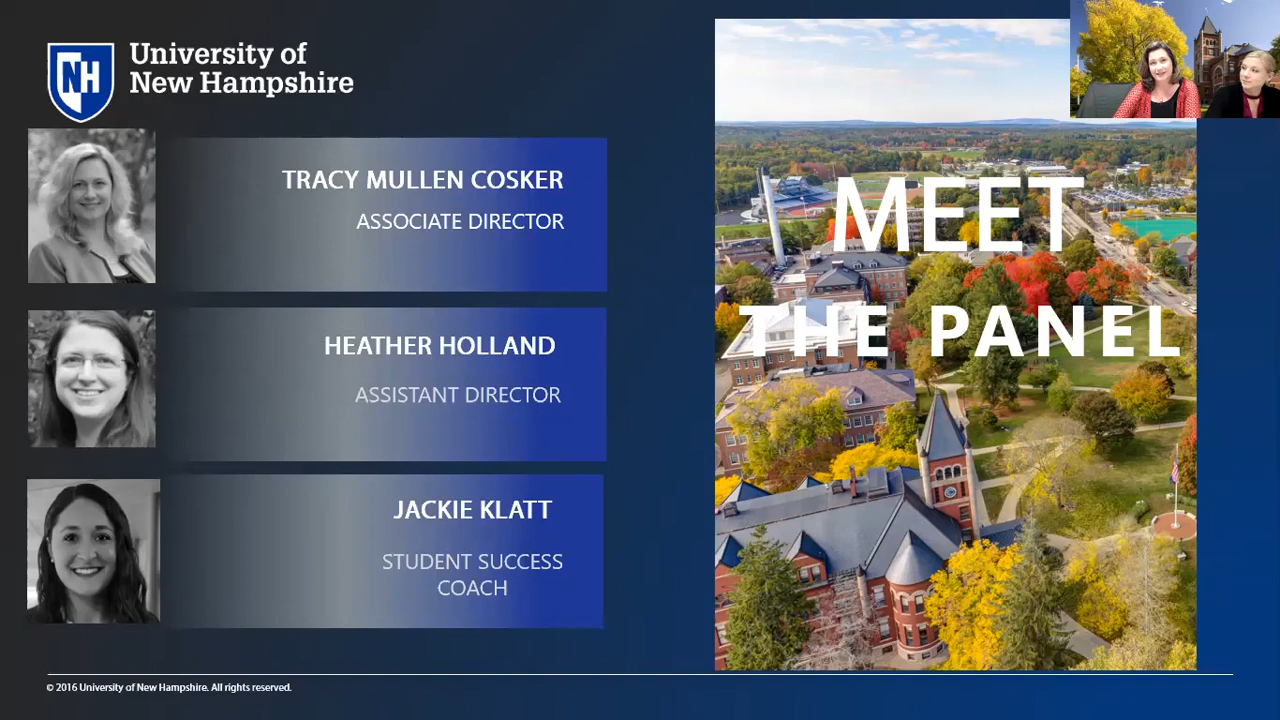 NH
University of
New Hampshire
TRACY MULLEN COSKER
ASSOCIATE DIRECTOR
HEATHER HOLLAND
ASSISTANT DIRECTOR
JACKIE KLATT
STUDENT SUCCESS
COACH
MEET
THE PANEL
© 2016 University of New Hampshire. All rights reserved.